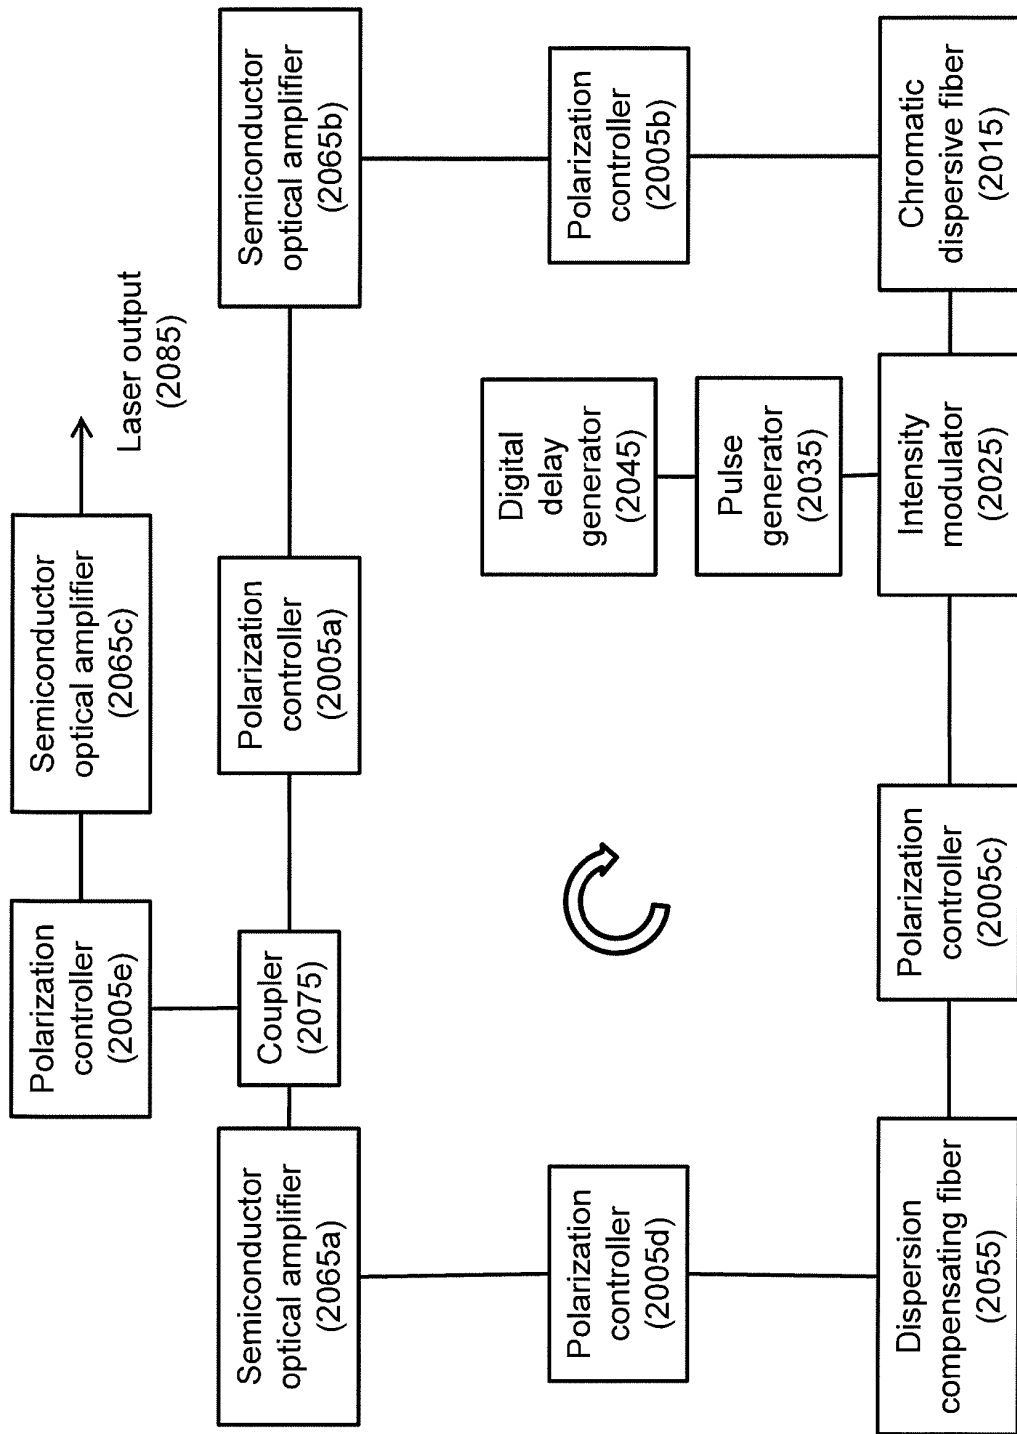 Polarization
controller
(2005e)
Semiconductor
optical amplifier
(2065c)
Laser output
(2085)
Semiconductor
optical amplifier
(2065a)
Coupler
(2075)
Polarization
controller
(2005a)
Semiconductor
optical amplifier
(2065b)
Polarization
controller
(2005d)
Digital
delay
generator
(2045)
Pulse
generator
(2035)
Polarization
controller
(2005b)
Dispersion
compensating fiber
(2055)
Polarization
controller
(2005c)
Intensity
modulator
(2025)
Chromatic
dispersive fiber
(2015)